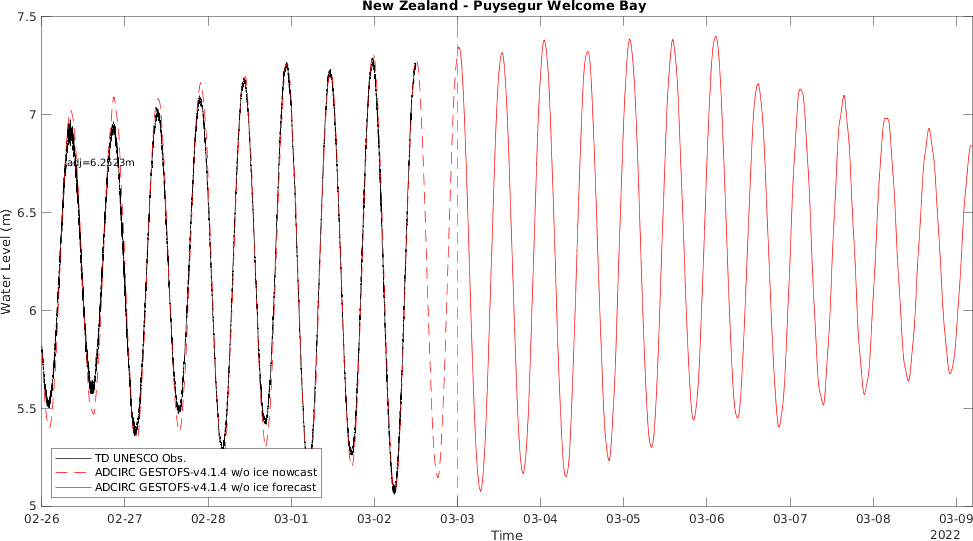 New Zealand - Puysegur Welcome Bay
7.5
7
6.5
6
5.5
5
Water Level (m)
adj=6.2523m
TD UNESCO Obs.
ADCIRC GESTOFS-v4.1.4 w/o ice nowcast
ADCIRC GESTOFS-v4.1.4 w/o ice forecast
02-26 02-27 02-28 03-01 03-02 03-03 03-04 03-05 03-06 03-07 03-08 03-09
Time
2022